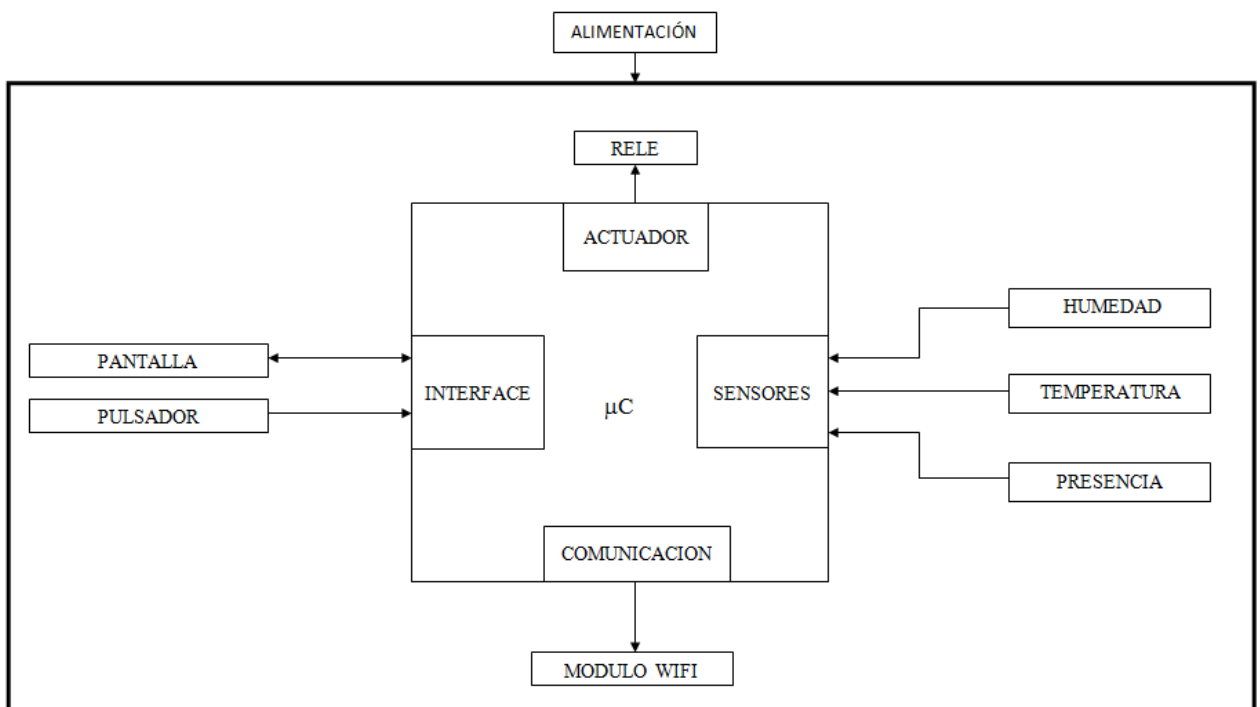 ALIMENTACIÓN
RELE
ACTUADOR
HUMEDAD
PANTALLA
INTERFACE
µC
SENSORES
TEMPERATURA
PULSADOR
PRESENCIA
COMUNICACION
MODULO WIFI